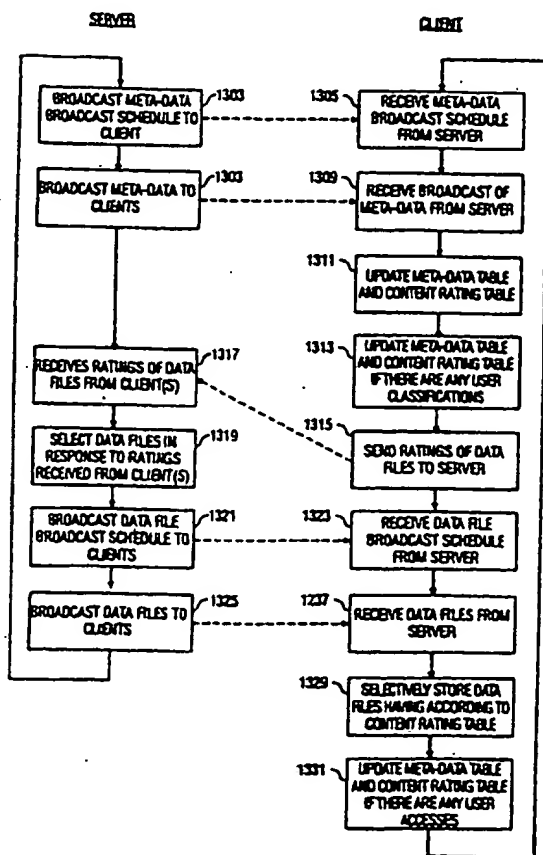 SERVER
CLIENT
1303
BROADCAST META-DATA
BROADCAST SCHEDULE TO
CLIENT
1305
RECEIVE META-DATA
BROADCAST SCHEDULE
FROM SERVER
1303
BROADCAST META-DATA TO
CLIENTS
1309
RECEIVE BROADCAST OF
META-DATA FROM SERVER
1311
UPDATE META-DATA TABLE
AND CONTENT RATING TABLE
1313
UPDATE META-DATA TABLE
AND CONTENT RATING TABLE
IF THERE ARE ANY USER
CLASSIFICATIONS
1317
RECEIVES RATINGS OF DATA
FILES FROM CLIENT(S)
1315
SEND RATINGS OF DATA
FILES TO SERVER
1319
SELECT DATA FILES IN
RESPONSE TO RATINGS
RECEIVED FROM CLIENT(S)
1321
BROADCAST DATA FILE
BROADCAST SCHEDULE TO
CLIENTS
1323
RECEIVE DATA FILE
BROADCAST SCHEDULE
FROM SERVER
1325
BROADCAST DATA FILES TO
CLIENTS
1237
RECEIVE DATA FILES FROM
SERVER
1329
SELECTIVELY STORE DATA
FILES HAVING ACCORDING TO
CONTENT RATING TABLE
1331
UPDATE META-DATA TABLE
AND CONTENT RATING TABLE
IF THERE ARE ANY USER
ACCESSES